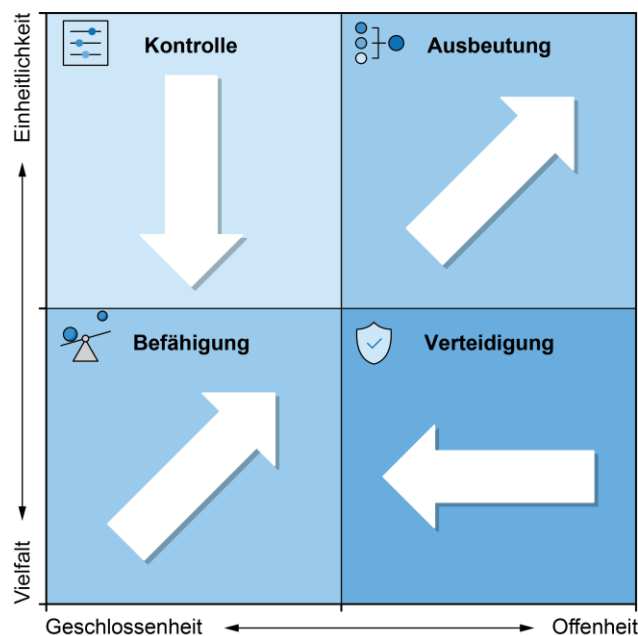 Einheitlichkeit
Kontrolle
Ausbeutung
Befähigung
Verteidigung
Vielfalt
Geschlossenheit
Offenheit